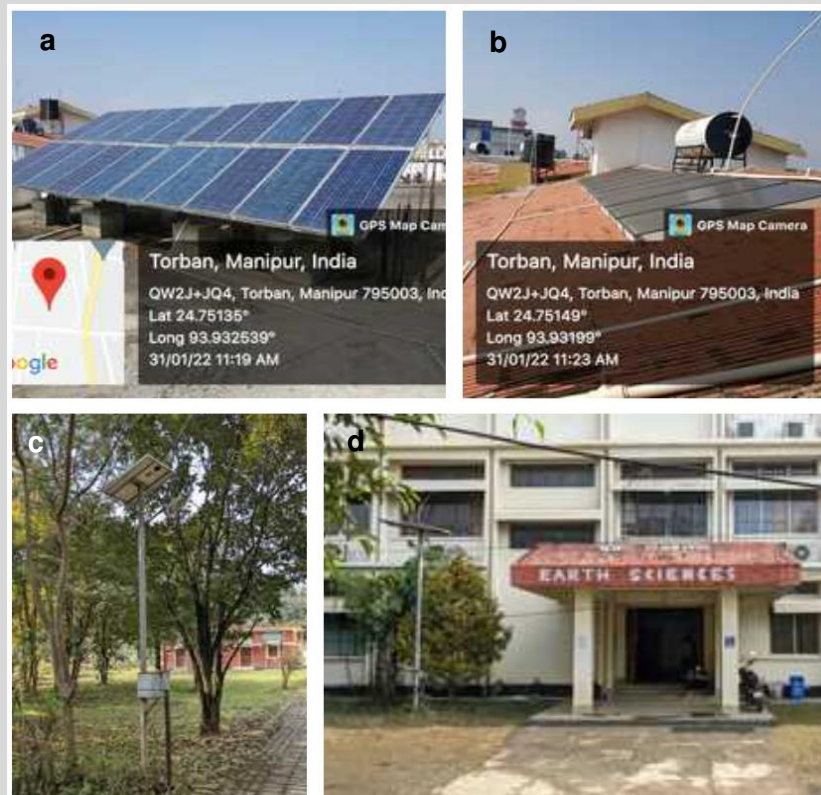 a
b
GPS Map Cam
Torban, Manipur, India
QW2J+JQ4, Torban, Manipur 795003, Ind
Lat 24.75135°
Long 93.932539°
31/01/22 11:19 AM
oogle
GPS Map Camera
Torban, Manipur, India
QW2J+JQ4, Torban, Manipur 795003, India
Lat 24.75149°
Long 93.93199°
31/01/22 11:23 AM
c
d
EARTH SCIENCES